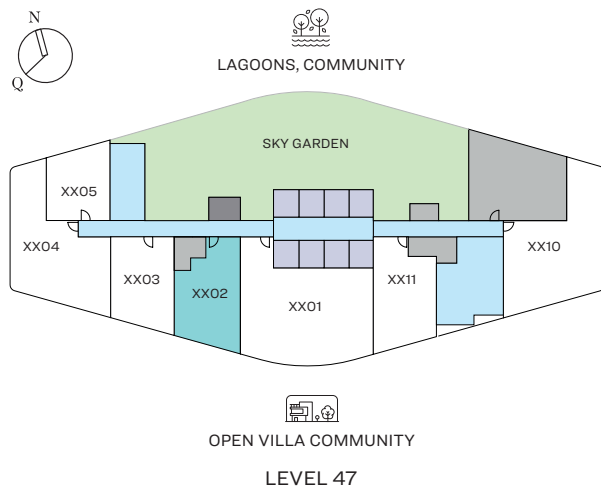 N
Q
LAGOONS, COMMUNITY
SKY GARDEN
XX05
XX04
XX03
XX02
XX01
XX11
XX10
OPEN VILLA COMMUNITY
LEVEL 47